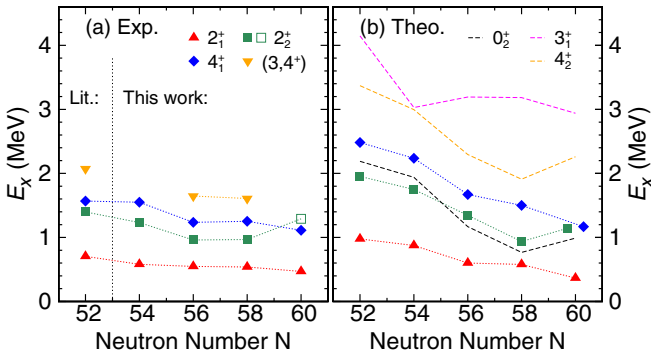 (a) Exp.
2₁⁺ 2₂⁺
4₁⁺ (3,4⁺)
Lit.: This work:
E_x (MeV)
4
3
2
1
0
52 54 56 58 60
Neutron Number N
(b) Theo.
0₂⁺ 3₁⁺
4₂⁺
4
3
2
1
0
E_x (MeV)
52 54 56 58 60
Neutron Number N